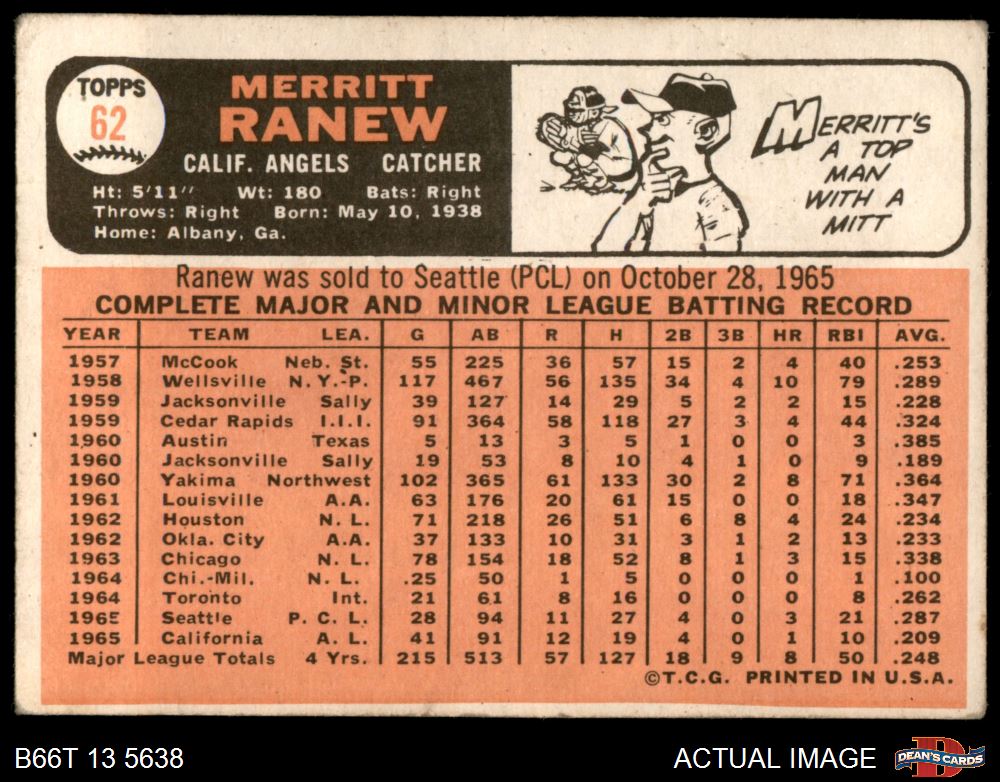 TOPPS
62
MERRITT
RANEW
CALIF. ANGELS CATCHER
Ht: 5'11" Wt: 180 Bats: Right
Throws: Right Born: May 10, 1938
Home: Albany, Ga.
MERRITT'S
A TOP
MAN
WITH A
MITT
Ranew was sold to Seattle (PCL) on October 28, 1965
COMPLETE MAJOR AND MINOR LEAGUE BATTING RECORD
YEAR TEAM LEA. G AB R H 2B 3B HR RBI AVG.
1957 McCook Neb. St. 55 225 36 57 15 2 4 40 .253
1958 Wellsville N.Y.-P. 117 467 56 135 34 4 10 79 .289
1959 Jacksonville Sally 39 127 14 29 5 2 2 15 .228
1959 Cedar Rapids I.I.I. 91 364 58 118 27 3 4 44 .324
1960 Austin Texas 5 13 3 5 1 0 0 3 .385
1960 Jacksonville Sally 19 53 8 10 4 1 0 9 .189
1960 Yakima Northwest 102 365 61 133 30 2 8 71 .364
1961 Louisville A.A. 63 176 20 61 15 0 0 18 .347
1962 Houston N. L. 71 218 26 51 6 8 4 24 .234
1962 Okla. City A.A. 37 133 10 31 3 1 2 13 .233
1963 Chicago N. L. 78 154 18 52 8 1 3 15 .338
1964 Chi.-Mil. N. L. .25 50 1 5 0 0 0 1 .100
1964 Toronto Int. 21 61 8 16 0 0 0 8 .262
1965 Seattle P. C. L. 28 94 11 27 4 0 3 21 .287
1965 California A. L. 41 91 12 19 4 0 1 10 .209
Major League Totals 4 Yrs. 215 513 57 127 18 9 8 50 .248
©T.C.G. PRINTED IN U.S.A.
B66T 13 5638
ACTUAL IMAGE
D
DEAN'S CARDS